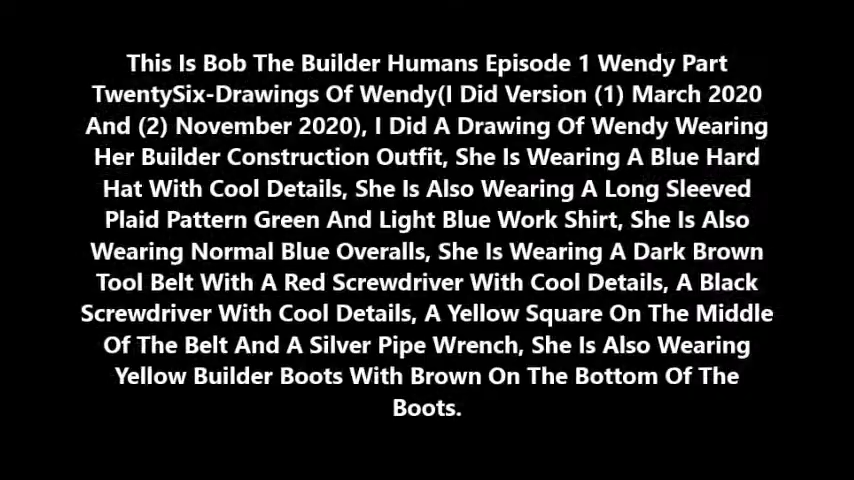 This Is Bob The Builder Humans Episode 1 Wendy Part
TwentySix-Drawings Of Wendy(I Did Version (1) March 2020
And (2) November 2020), I Did A Drawing Of Wendy Wearing
Her Builder Construction Outfit, She Is Wearing A Blue Hard
Hat With Cool Details, She Is Also Wearing A Long Sleeved
Plaid Pattern Green And Light Blue Work Shirt, She Is Also
Wearing Normal Blue Overalls, She Is Wearing A Dark Brown
Tool Belt With A Red Screwdriver With Cool Details, A Black
Screwdriver With Cool Details, A Yellow Square On The Middle
Of The Belt And A Silver Pipe Wrench, She Is Also Wearing
Yellow Builder Boots With Brown On The Bottom Of The
Boots.